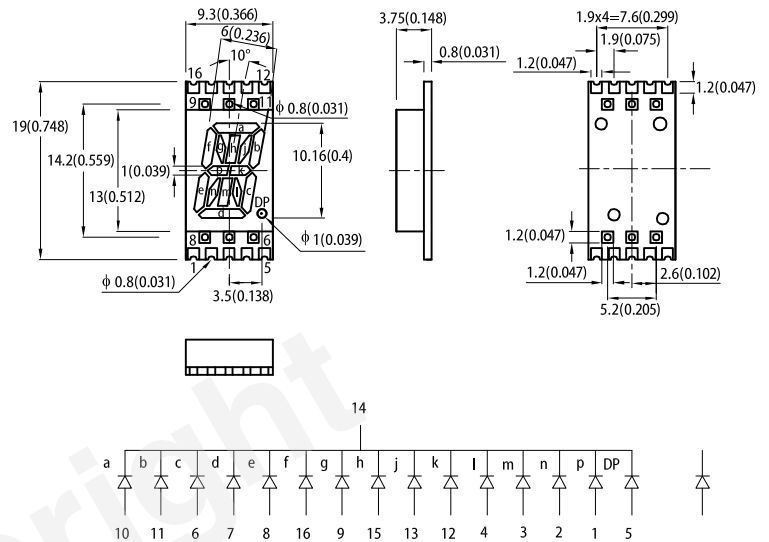 9.3(0.366)
6(0.236)
10°
16 12
9 11
ϕ 0.8(0.031)
19(0.748)
14.2(0.559)
13(0.512)
1(0.039)
10.16(0.4)
a
f g h j b
p k
e n m l c
d
DP
8 6
1 5
ϕ 1(0.039)
ϕ 0.8(0.031)
3.5(0.138)
3.75(0.148)
0.8(0.031)
1.9x4=7.6(0.299)
1.9(0.075)
1.2(0.047)
1.2(0.047)
1.2(0.047)
1.2(0.047)
2.6(0.102)
5.2(0.205)
14
a b c d e f g h j k l m n p DP
10 11 6 7 8 16 9 15 13 12 4 3 2 1 5
eright